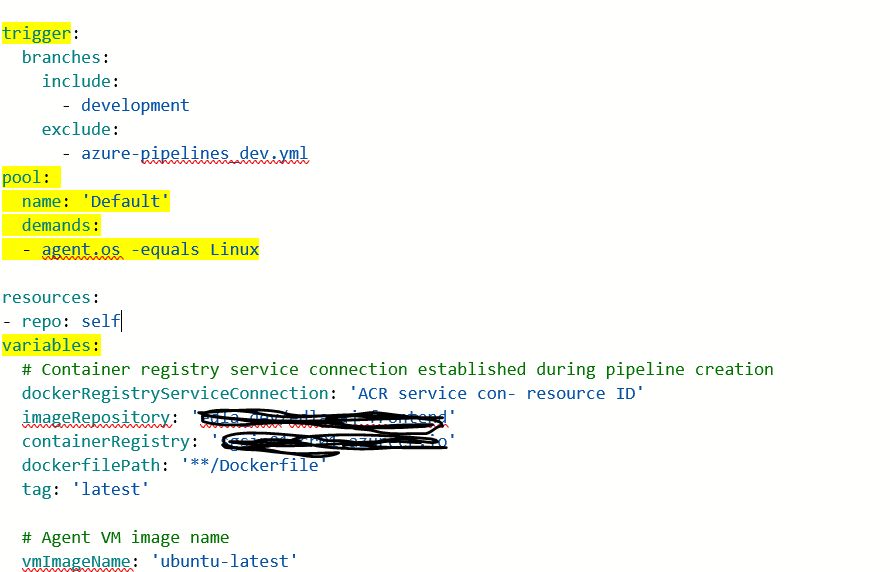 trigger:
  branches:
    include:
      - development
    exclude:
      - azure-pipelines_dev.yml
pool:
  name: 'Default'
  demands:
  - agent.os -equals Linux
resources:
- repo: self
variables:
  # Container registry service connection established during pipeline creation
  dockerRegistryServiceConnection: 'ACR service con- resource ID'
  imageRepository: '
  containerRegistry: '
  dockerfilePath: '**/Dockerfile'
  tag: 'latest'
  # Agent VM image name
  vmImageName: 'ubuntu-latest'